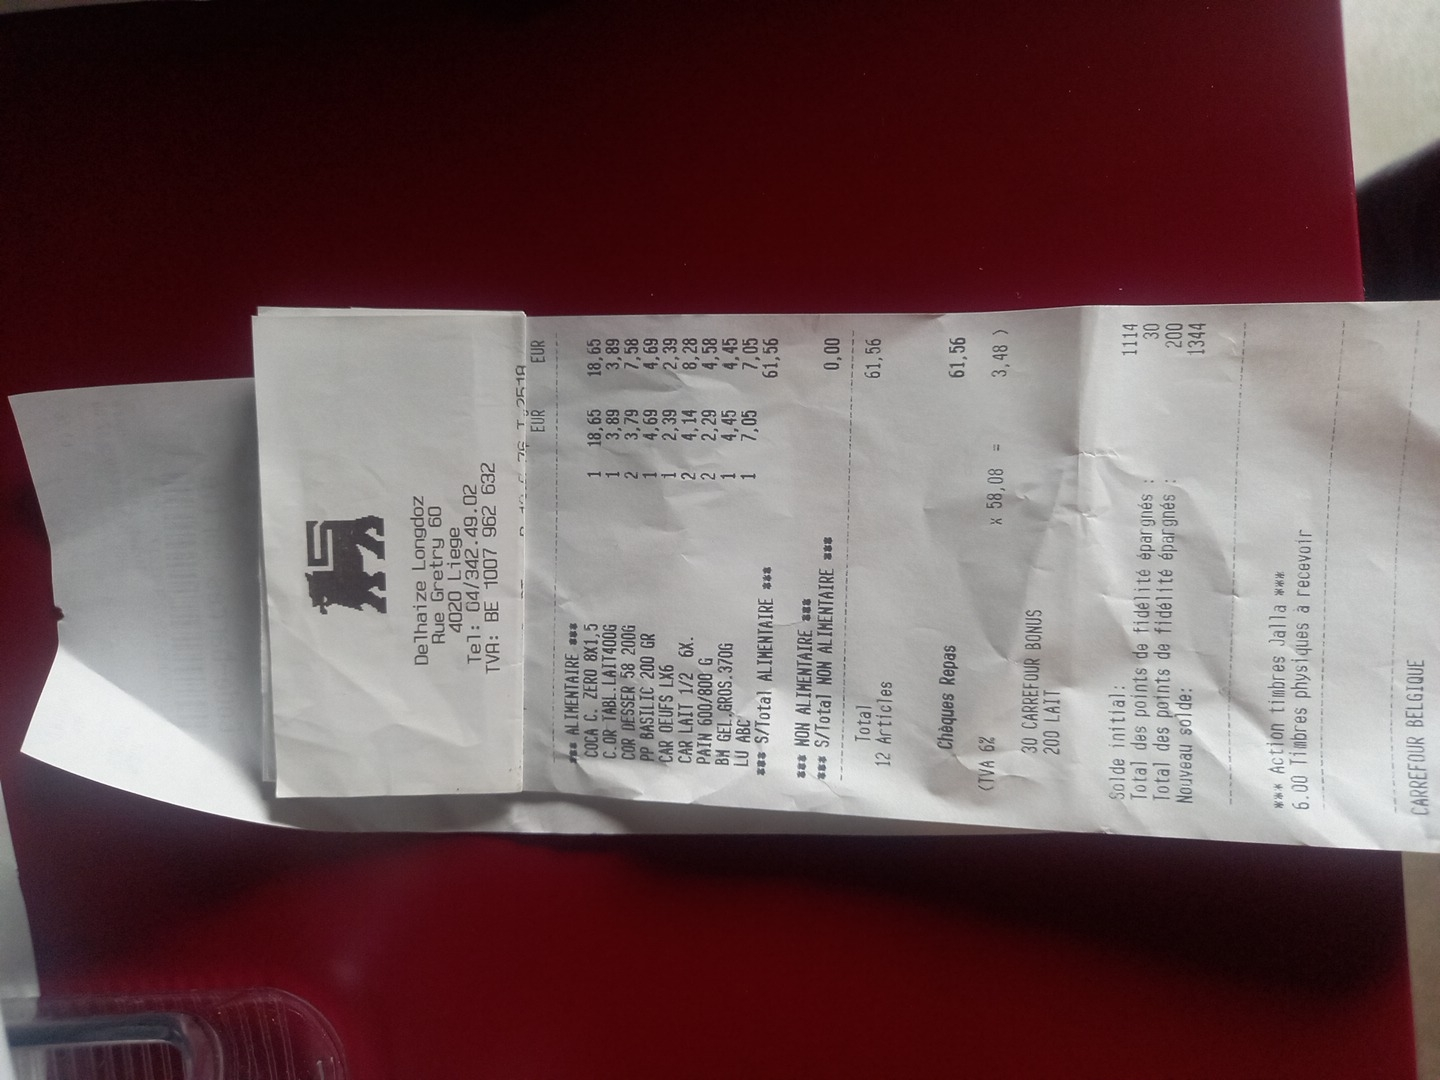 Delhaize Longdoz
Rue Gretry 60
4020 Liege
Tel: 04/342.49.02
TVA: BE 1007 962 632
EUR EUR
*** ALIMENTAIRE ***
COCA C. ZERO 8X1,5 1 18,65 18,65
C.OR TABL.LAIT400G 1 3,89 3,89
COR DESSER 58 200G 2 3,79 7,58
PP BASILIC 200 GR 1 4,69 4,69
CAR OEUFS LX6 1 2,39 2,39
CAR LAIT 1/2 6X. 2 4,14 8,28
PAIN 600/800 G 2 2,29 4,58
BM GEL.GROS.370G 1 4,45 4,45
LU ABC 1 7,05 7,05
*** S/Total ALIMENTAIRE *** 61,56
*** NON ALIMENTAIRE ***
*** S/Total NON ALIMENTAIRE *** 0,00
Total 61,56
12 Articles
Chèques Repas 61,56
(TVA 6% x 58,08 = 3,48 )
30 CARREFOUR BONUS
200 LAIT
Solde initial: 1114
Total des points de fidélité épargnés : 30
Total des points de fidélité épargnés : 200
Nouveau solde: 1344
*** Action timbres Jalla ***
6.00 Timbres physiques à recevoir
CARREFOUR BELGIQUE